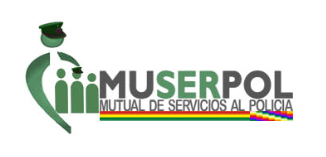 MUSERPOL
MUTUAL DE SERVICIOS AL POLICIA